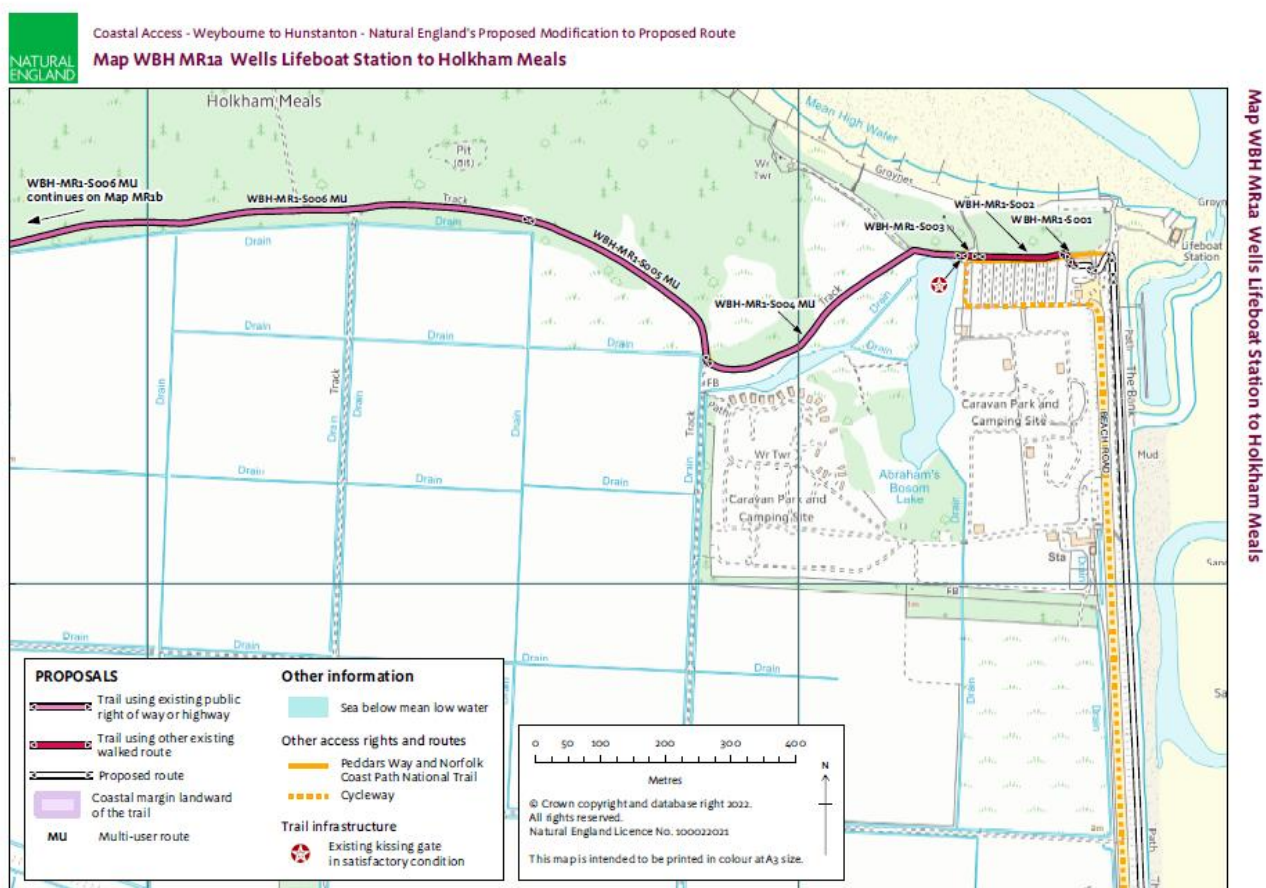 NATURAL
ENGLAND
Coastal Access - Weybourne to Hunstanton - Natural England's Proposed Modification to Proposed Route
Map WBH MR1a Wells Lifeboat Station to Holkham Meals
Map WBH MR1a Wells Lifeboat Station to Holkham Meals
Holkham Meals
Mean High Water
Pit
(dis)
Wr
Twr
Groynes
WBH-MR1-S006 MU
continues on Map MR1b
WBH-MR1-S006 MU
Track
WBH-MR1-S002
WBH-MR1-S001
Groyn
WBH-MR1-S003
Drain
Drain
WBH-MR1-S005 MU
Lifeboat
Station
WBH-MR1-S004 MU
Track
Drain
Drain
Drain
Drain
Drain
Path
The Bank
Drain
Track
Drain
Drain
Drain
FB
Path
Track
Drain
Caravan Park and
Camping Site
BEACH ROAD
Wr Twr
Mud
Drain
Drain
Drain
Abraham's
Bosom
Lake
Caravan Park and
Camping Site
Drain
Sta
Drain
San
FB
1m
Drain
Drain
Drain
Drain
Drain
Drain
Drain
Sa
2m
Path
PROPOSALS
Trail using existing public
right of way or highway
Trail using other existing
walked route
Proposed route
Coastal margin landward
of the trail
MU Multi-user route
Other information
Sea below mean low water
Other access rights and routes
Peddars Way and Norfolk
Coast Path National Trail
Cycleway
Trail infrastructure
Existing kissing gate
in satisfactory condition
0 50 100 200 300 400
Metres
N
© Crown copyright and database right 2022.
All rights reserved.
Natural England Licence No. 100022021
This map is intended to be printed in colour at A3 size.